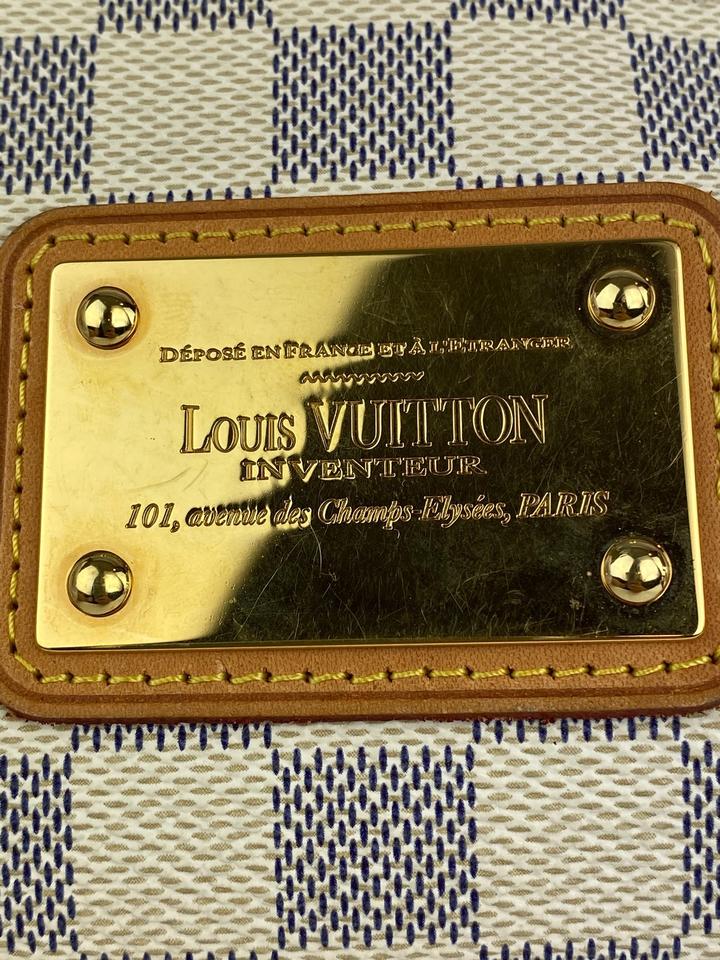 DÉPOSÉ EN FRANCE ET À L'ETRANGER
LOUIS VUITTON
INVENTEUR
101, avenue des Champs-Elysées, PARIS